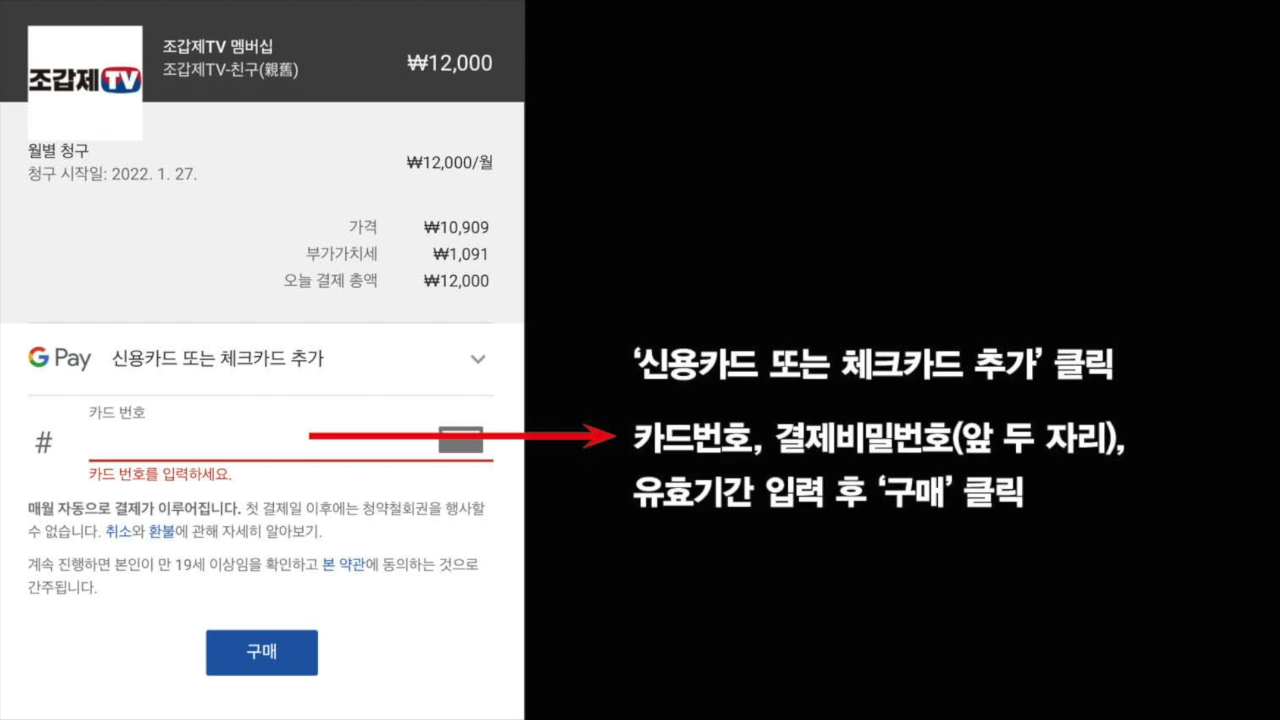 조갑제TV 멤버십
조갑제TV-친구(親舊)
₩12,000
조갑제TV
월별 청구
청구 시작일: 2022. 1. 27.
₩12,000/월
가격 ₩10,909
부가가치세 ₩1,091
오늘 결제 총액 ₩12,000
G Pay 신용카드 또는 체크카드 추가
카드 번호
#
카드 번호를 입력하세요.
매월 자동으로 결제가 이루어집니다. 첫 결제일 이후에는 청약철회권을 행사할
수 없습니다. 취소와 환불에 관해 자세히 알아보기.
계속 진행하면 본인이 만 19세 이상임을 확인하고 본 약관에 동의하는 것으로
간주됩니다.
구매
‘신용카드 또는 체크카드 추가’ 클릭
카드번호, 결제비밀번호(앞 두 자리),
유효기간 입력 후 ‘구매’ 클릭